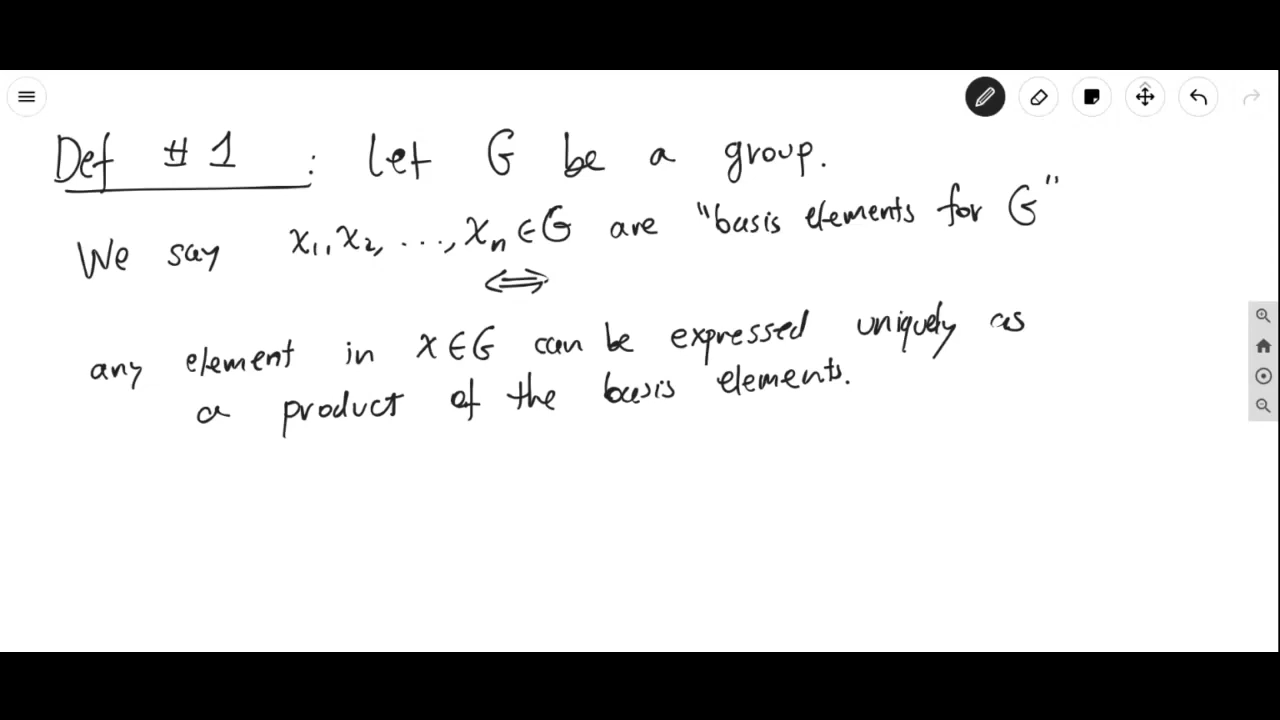 Def #1 : Let G be a group.
We say x₁, x₂, ..., xₙ ∈ G are "basis elements for G"
⟺
any element in x ∈ G can be expressed uniquely as
a product of the basis elements.